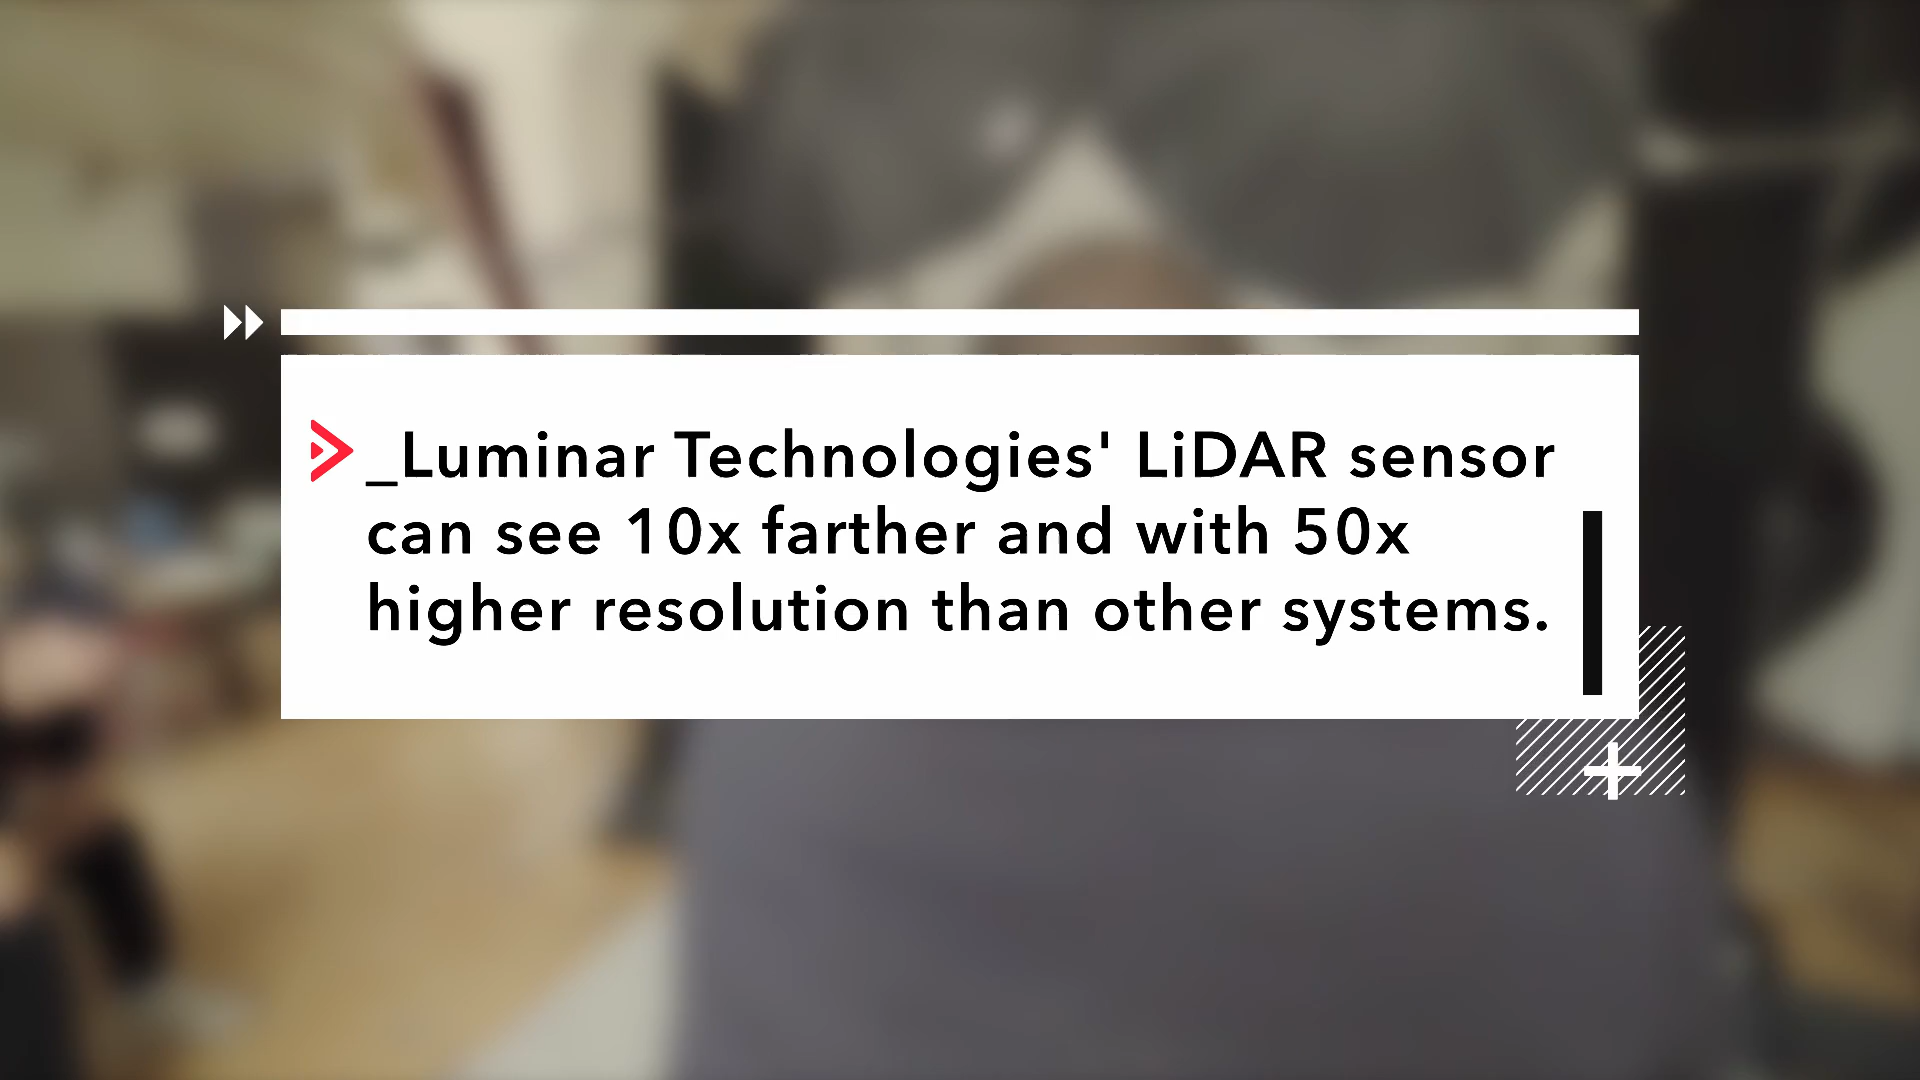 _Luminar Technologies' LiDAR sensor
can see 10x farther and with 50x
higher resolution than other systems.